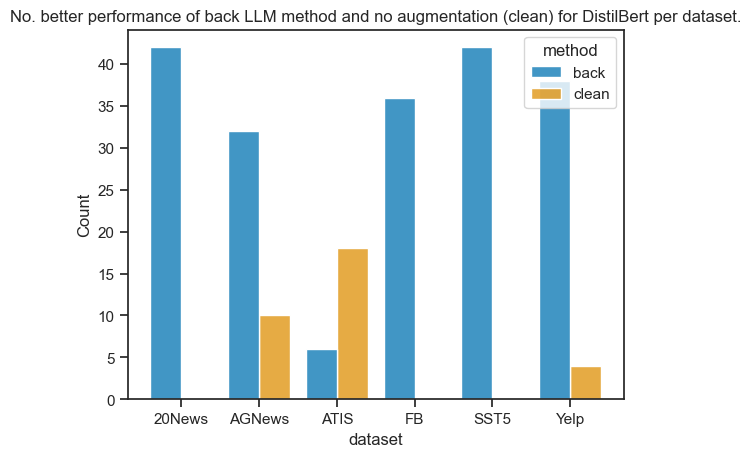 No. better performance of back LLM method and no augmentation (clean) for DistilBert per dataset.
method
back
clean
40
35
30
25
20
15
10
5
0
Count
20News
AGNews
ATIS
FB
SST5
Yelp
dataset